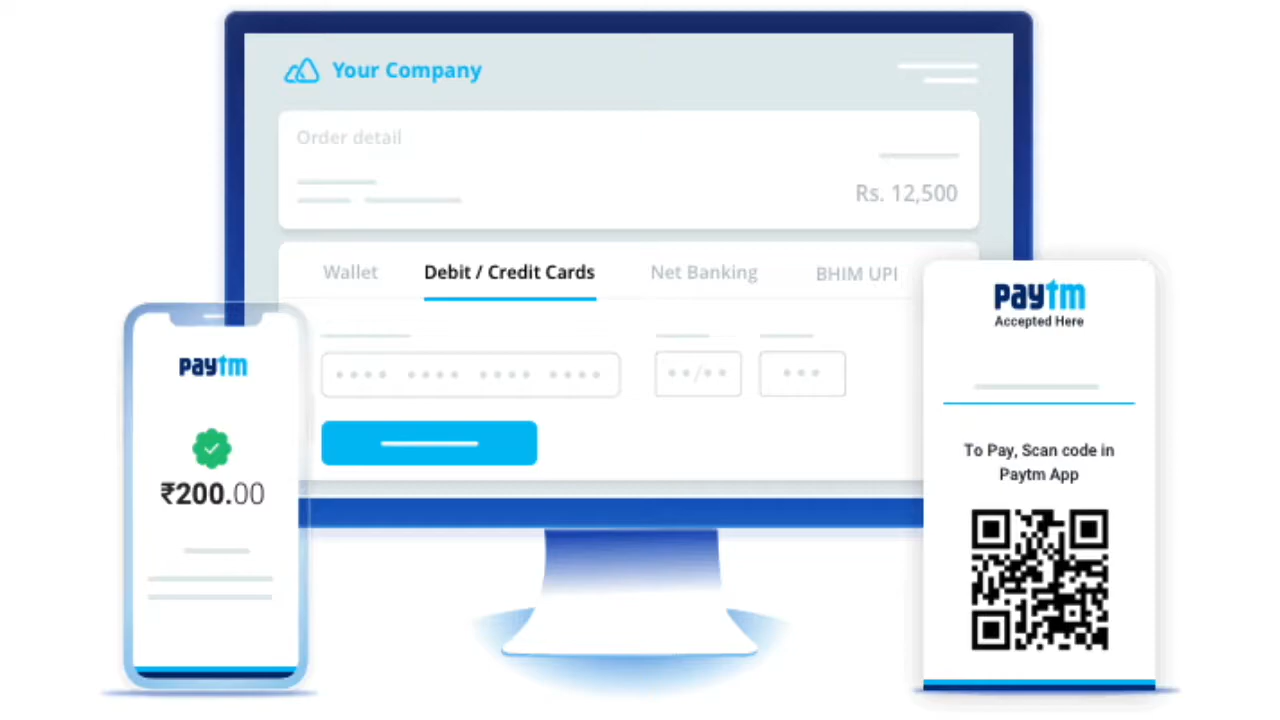 Your Company
Order detail
Rs. 12,500
Wallet
Debit / Credit Cards
Net Banking
BHIM UPI
paytm
₹200.00
paytm
Accepted Here
To Pay, Scan code in
Paytm App